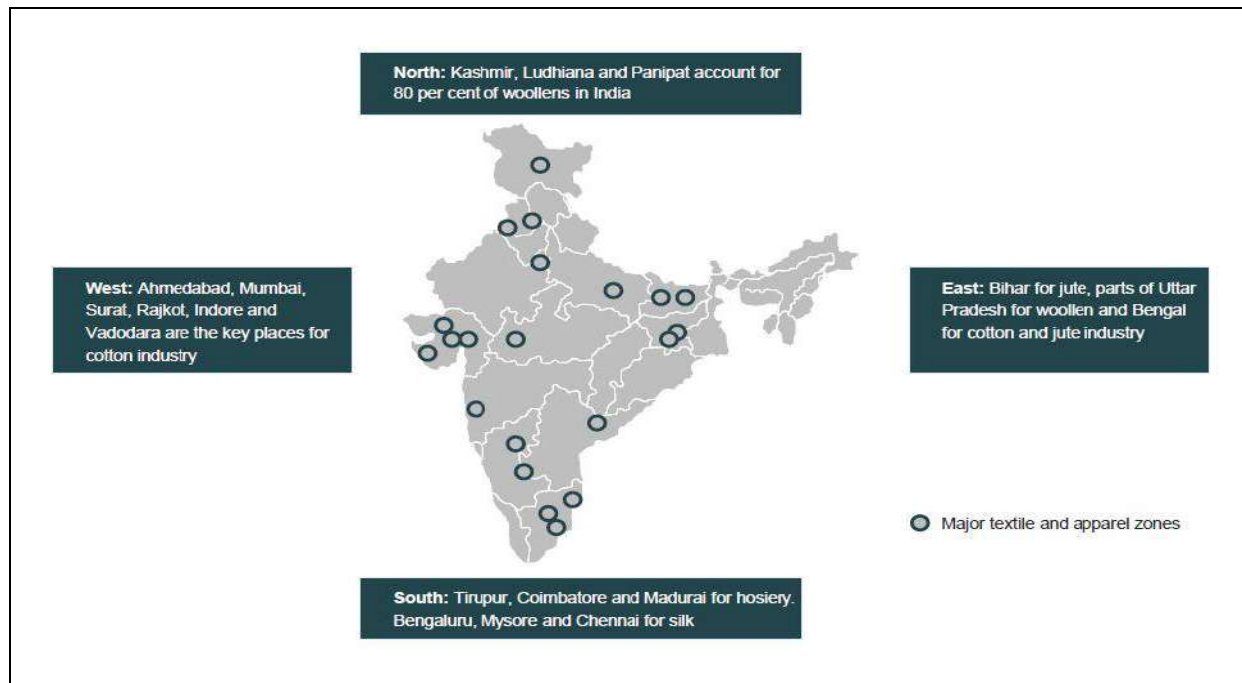 North: Kashmir, Ludhiana and Panipat account for
80 per cent of woollens in India
West: Ahmedabad, Mumbai,
Surat, Rajkot, Indore and
Vadodara are the key places for
cotton industry
East: Bihar for jute, parts of Uttar
Pradesh for woollen and Bengal
for cotton and jute industry
Major textile and apparel zones
South: Tirupur, Coimbatore and Madurai for hosiery.
Bengaluru, Mysore and Chennai for silk